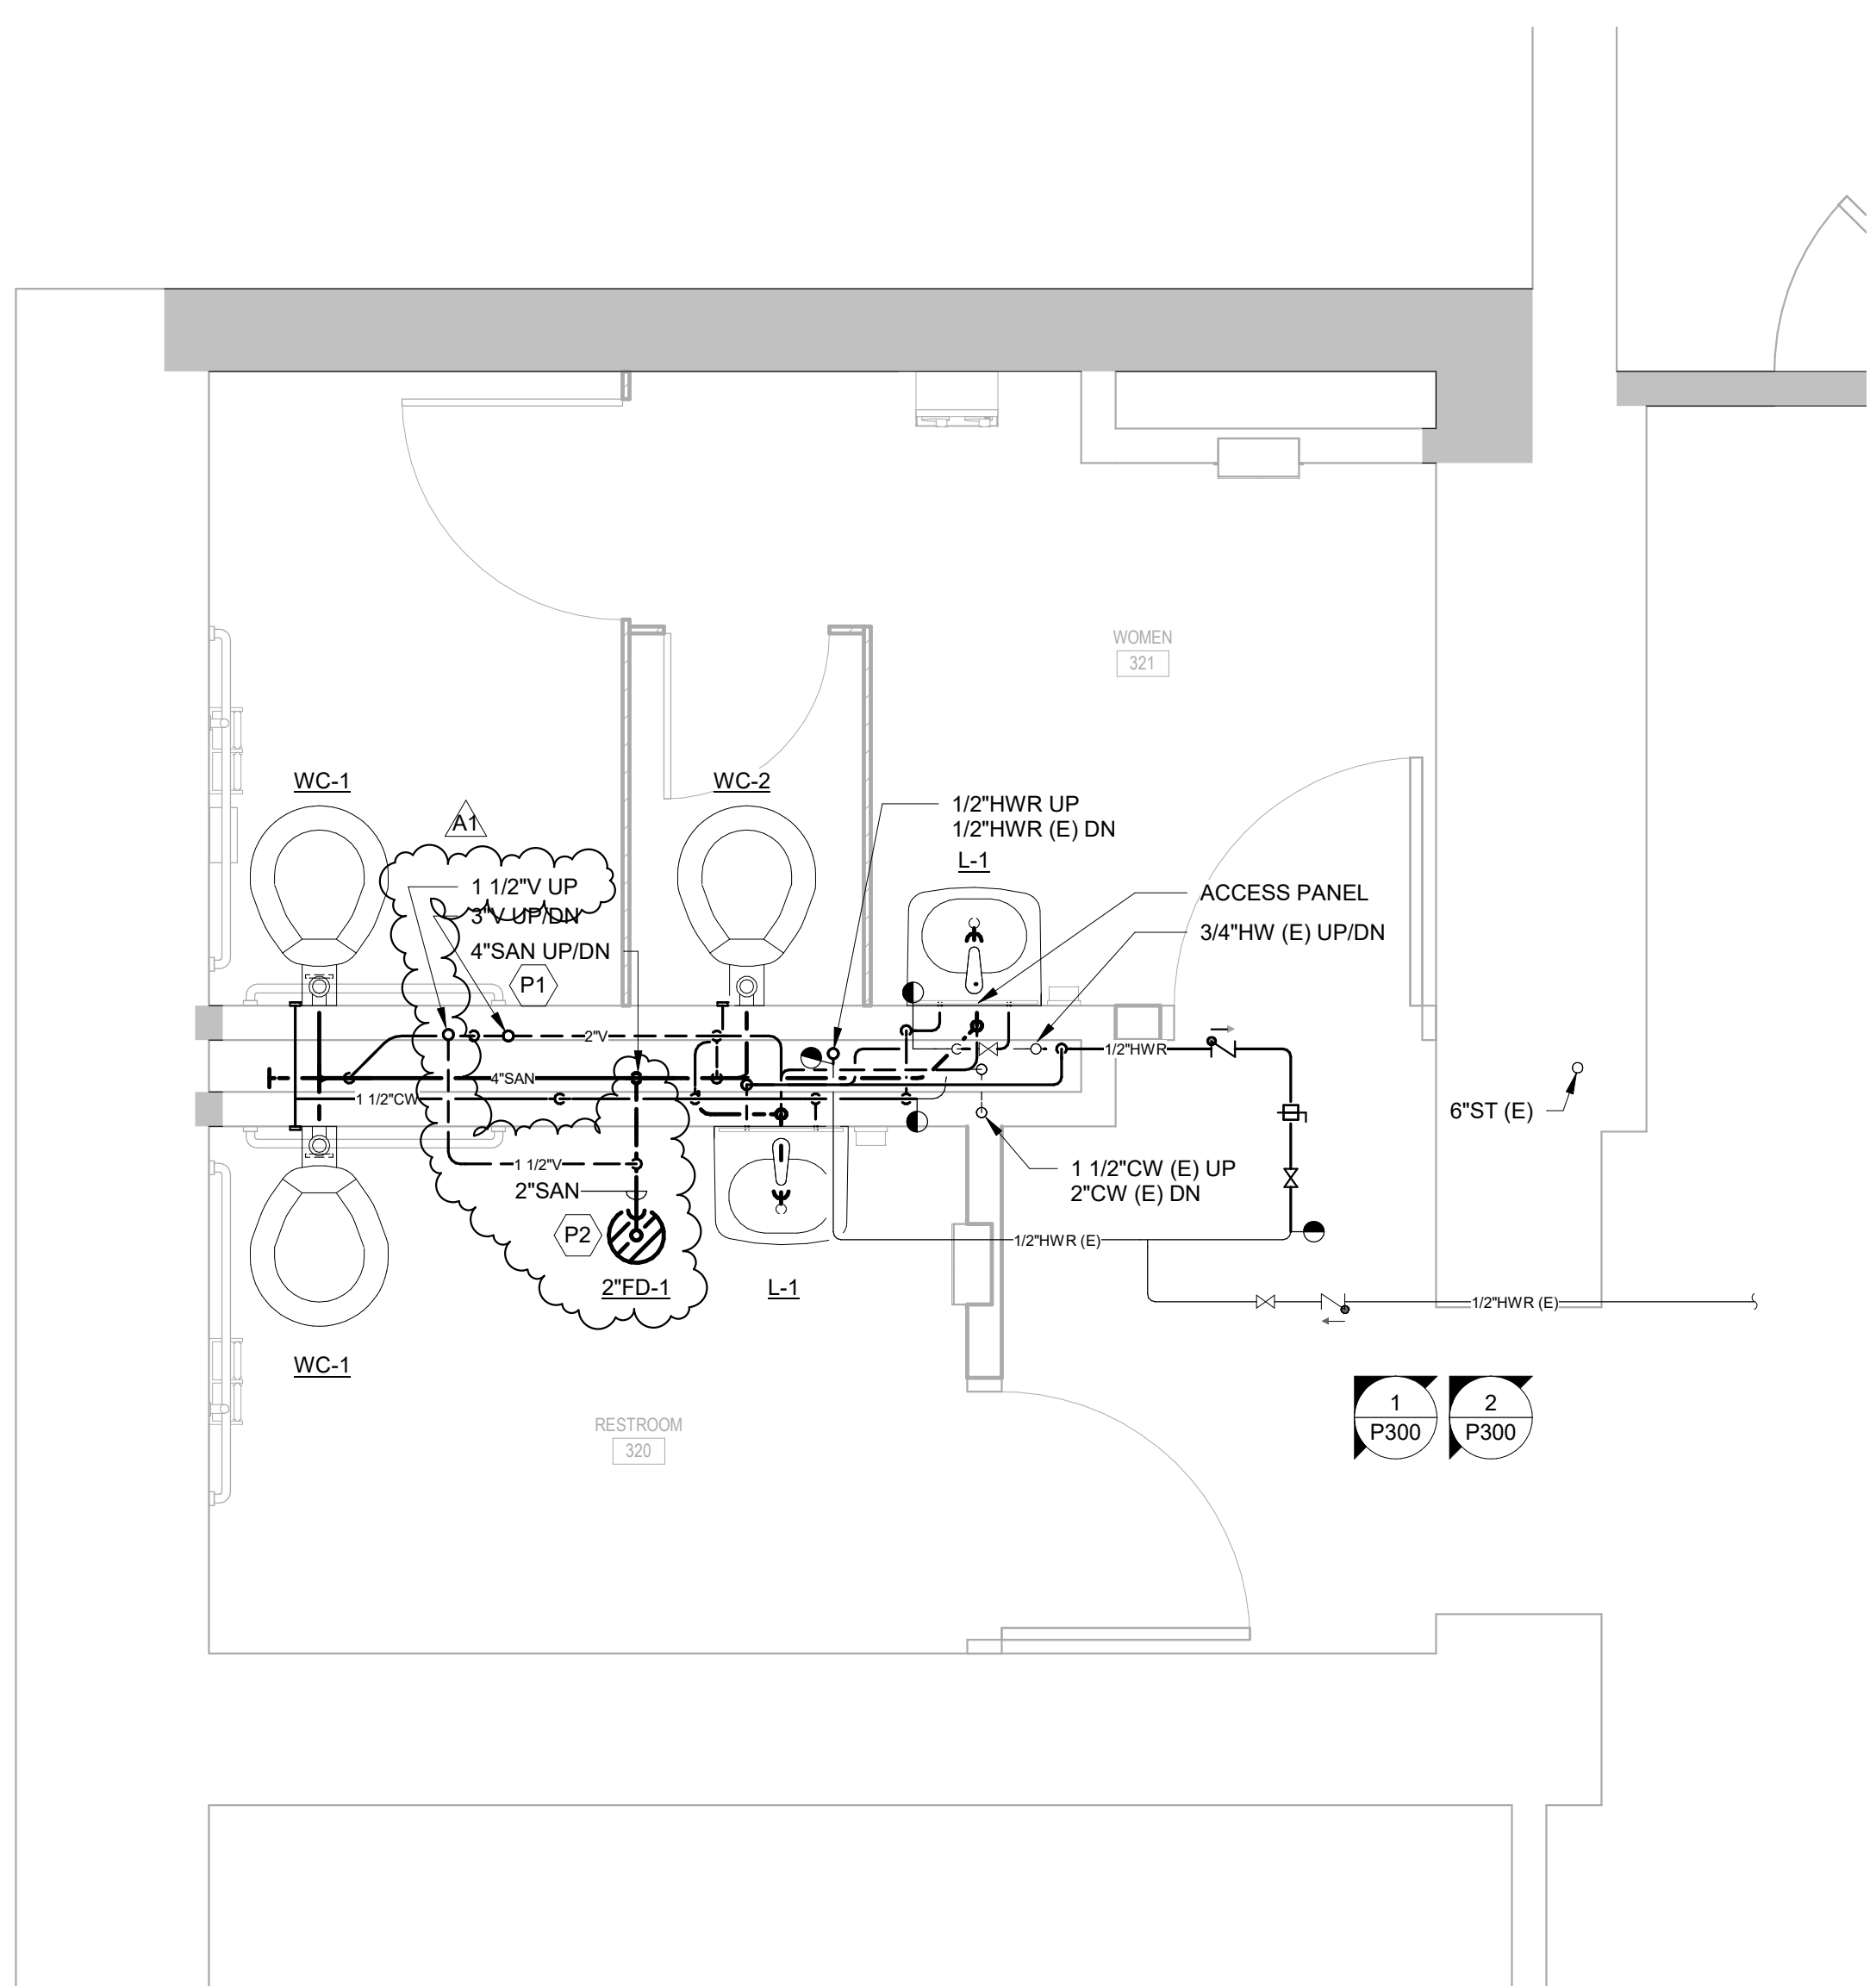 WOMEN
321
WC-1
WC-2
A1
1/2"HWR UP
1/2"HWR (E) DN
L-1
1 1/2"V UP
3"V UP/DN
4"SAN UP/DN
P1
ACCESS PANEL
3/4"HW (E) UP/DN
2"V
1/2"HWR
4"SAN
1 1/2"CW
6"ST (E)
1 1/2"V
2"SAN
1 1/2"CW (E) UP
2"CW (E) DN
P2
1/2"HWR (E)
2"FD-1
L-1
1/2"HWR (E)
WC-1
1
P300
2
P300
RESTROOM
320